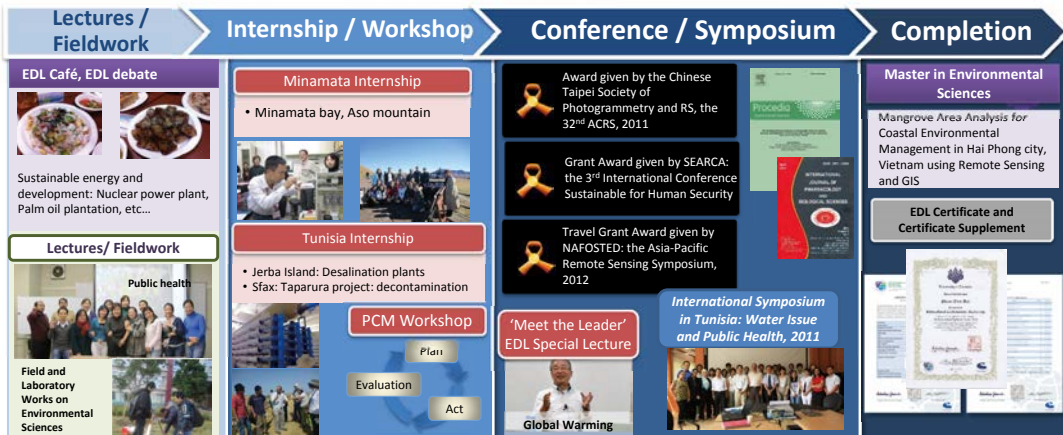 Lectures /
Fieldwork
Internship / Workshop
Conference / Symposium
Completion
EDL Café, EDL debate
Sustainable energy and
development: Nuclear power plant,
Palm oil plantation, etc…
Lectures/ Fieldwork
Public health
Field and
Laboratory
Works on
Environmental
Sciences
Minamata Internship
• Minamata bay, Aso mountain
Tunisia Internship
• Jerba Island: Desalination plants
• Sfax: Taparura project: decontamination
PCM Workshop
Plan
Evaluation
Act
Award given by the Chinese
Taipei Society of
Photogrammetry and RS, the
32nd ACRS, 2011
Grant Award given by SEARCA:
the 3rd International Conference
Sustainable for Human Security
Travel Grant Award given by
NAFOSTED: the Asia-Pacific
Remote Sensing Symposium,
2012
Procedia
INTERNATIONAL
JOURNAL OF
BIOLOGICAL SCIENCES
'Meet the Leader'
EDL Special Lecture
Global Warming
International Symposium
in Tunisia: Water Issue
and Public Health, 2011
Master in Environmental
Sciences
Mangrove Area Analysis for
Coastal Environmental
Management in Hai Phong city,
Vietnam using Remote Sensing
and GIS
EDL Certificate and
Certificate Supplement